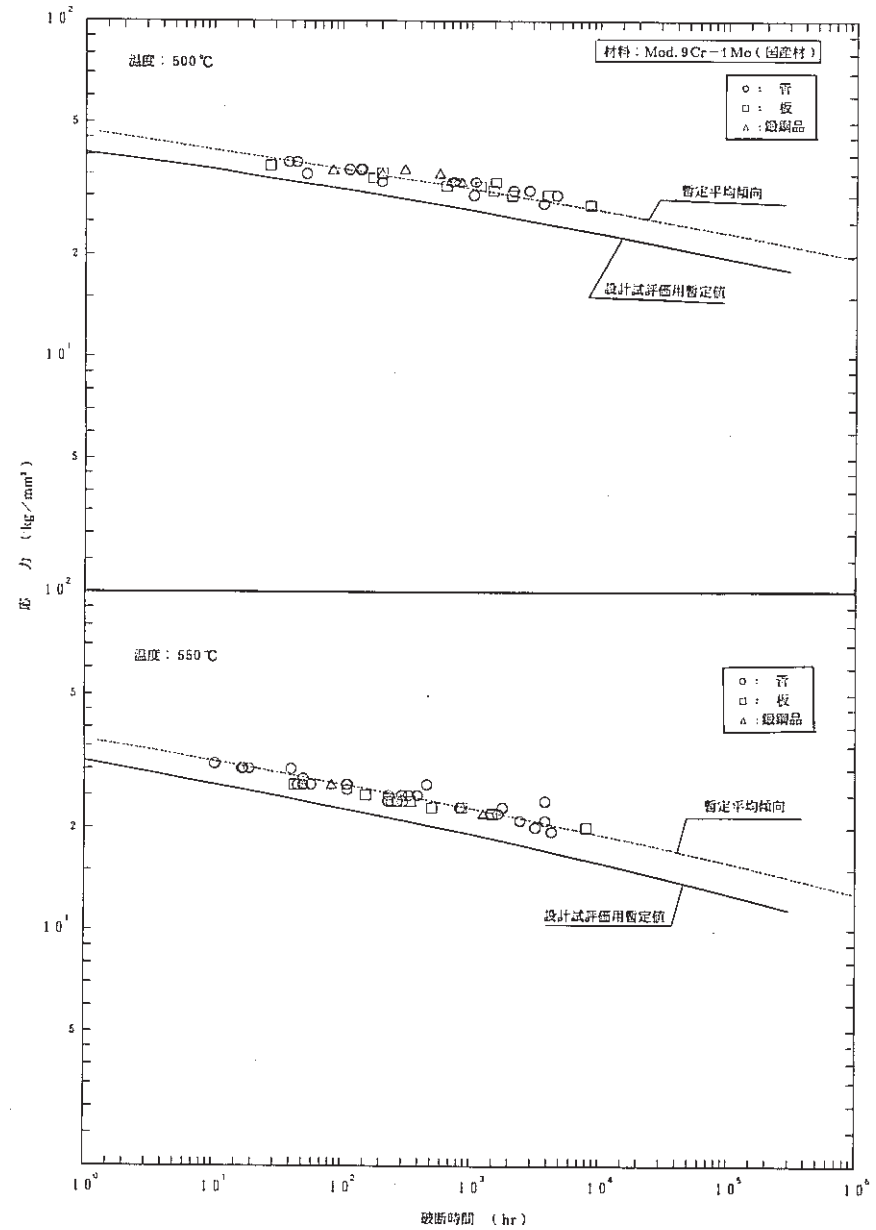 10²
温度：500℃
材料：Mod.9Cr−1Mo（国産材）
○：管
□：板
△：鍛鋼品
5
暫定平均傾向
2
設計試評価用暫定値
10¹
5
応力（kg／mm²）
10²
温度：550℃
○：管
□：板
△：鍛鋼品
5
2
暫定平均傾向
設計試評価用暫定値
10¹
5
10⁰ 10¹ 10² 10³ 10⁴ 10⁵ 10⁶
破断時間（hr）